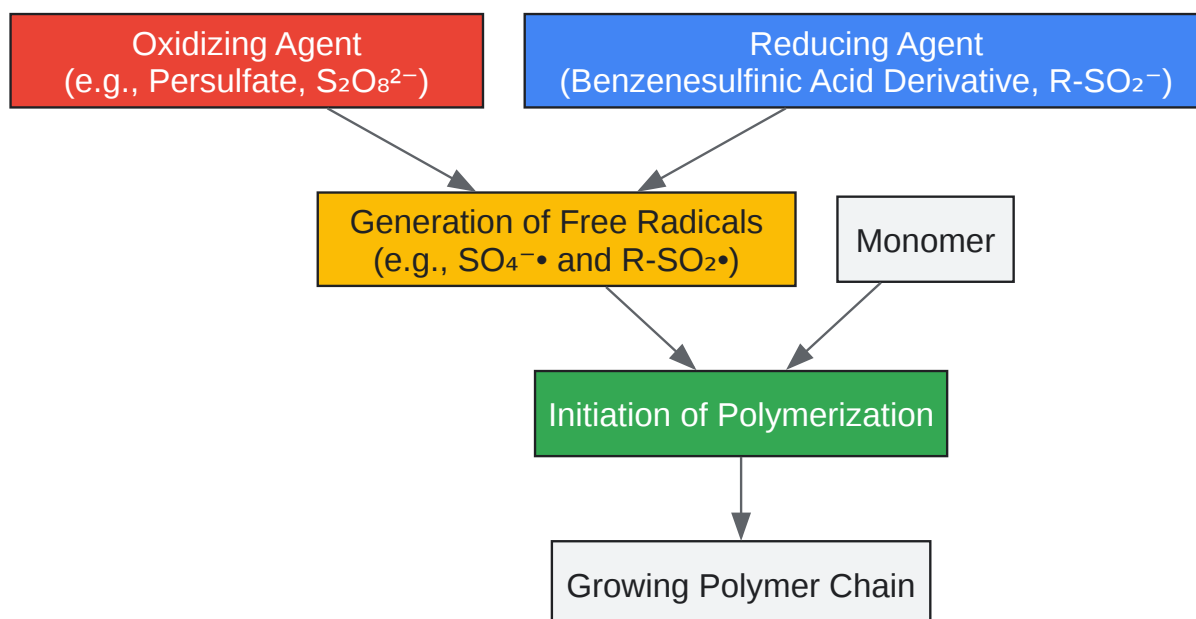 Oxidizing Agent
(e.g., Persulfate, S₂O₈²⁻)
Reducing Agent
(Benzenesulfinic Acid Derivative, R-SO₂⁻)
Generation of Free Radicals
(e.g., SO₄⁻• and R-SO₂•)
Monomer
Initiation of Polymerization
Growing Polymer Chain